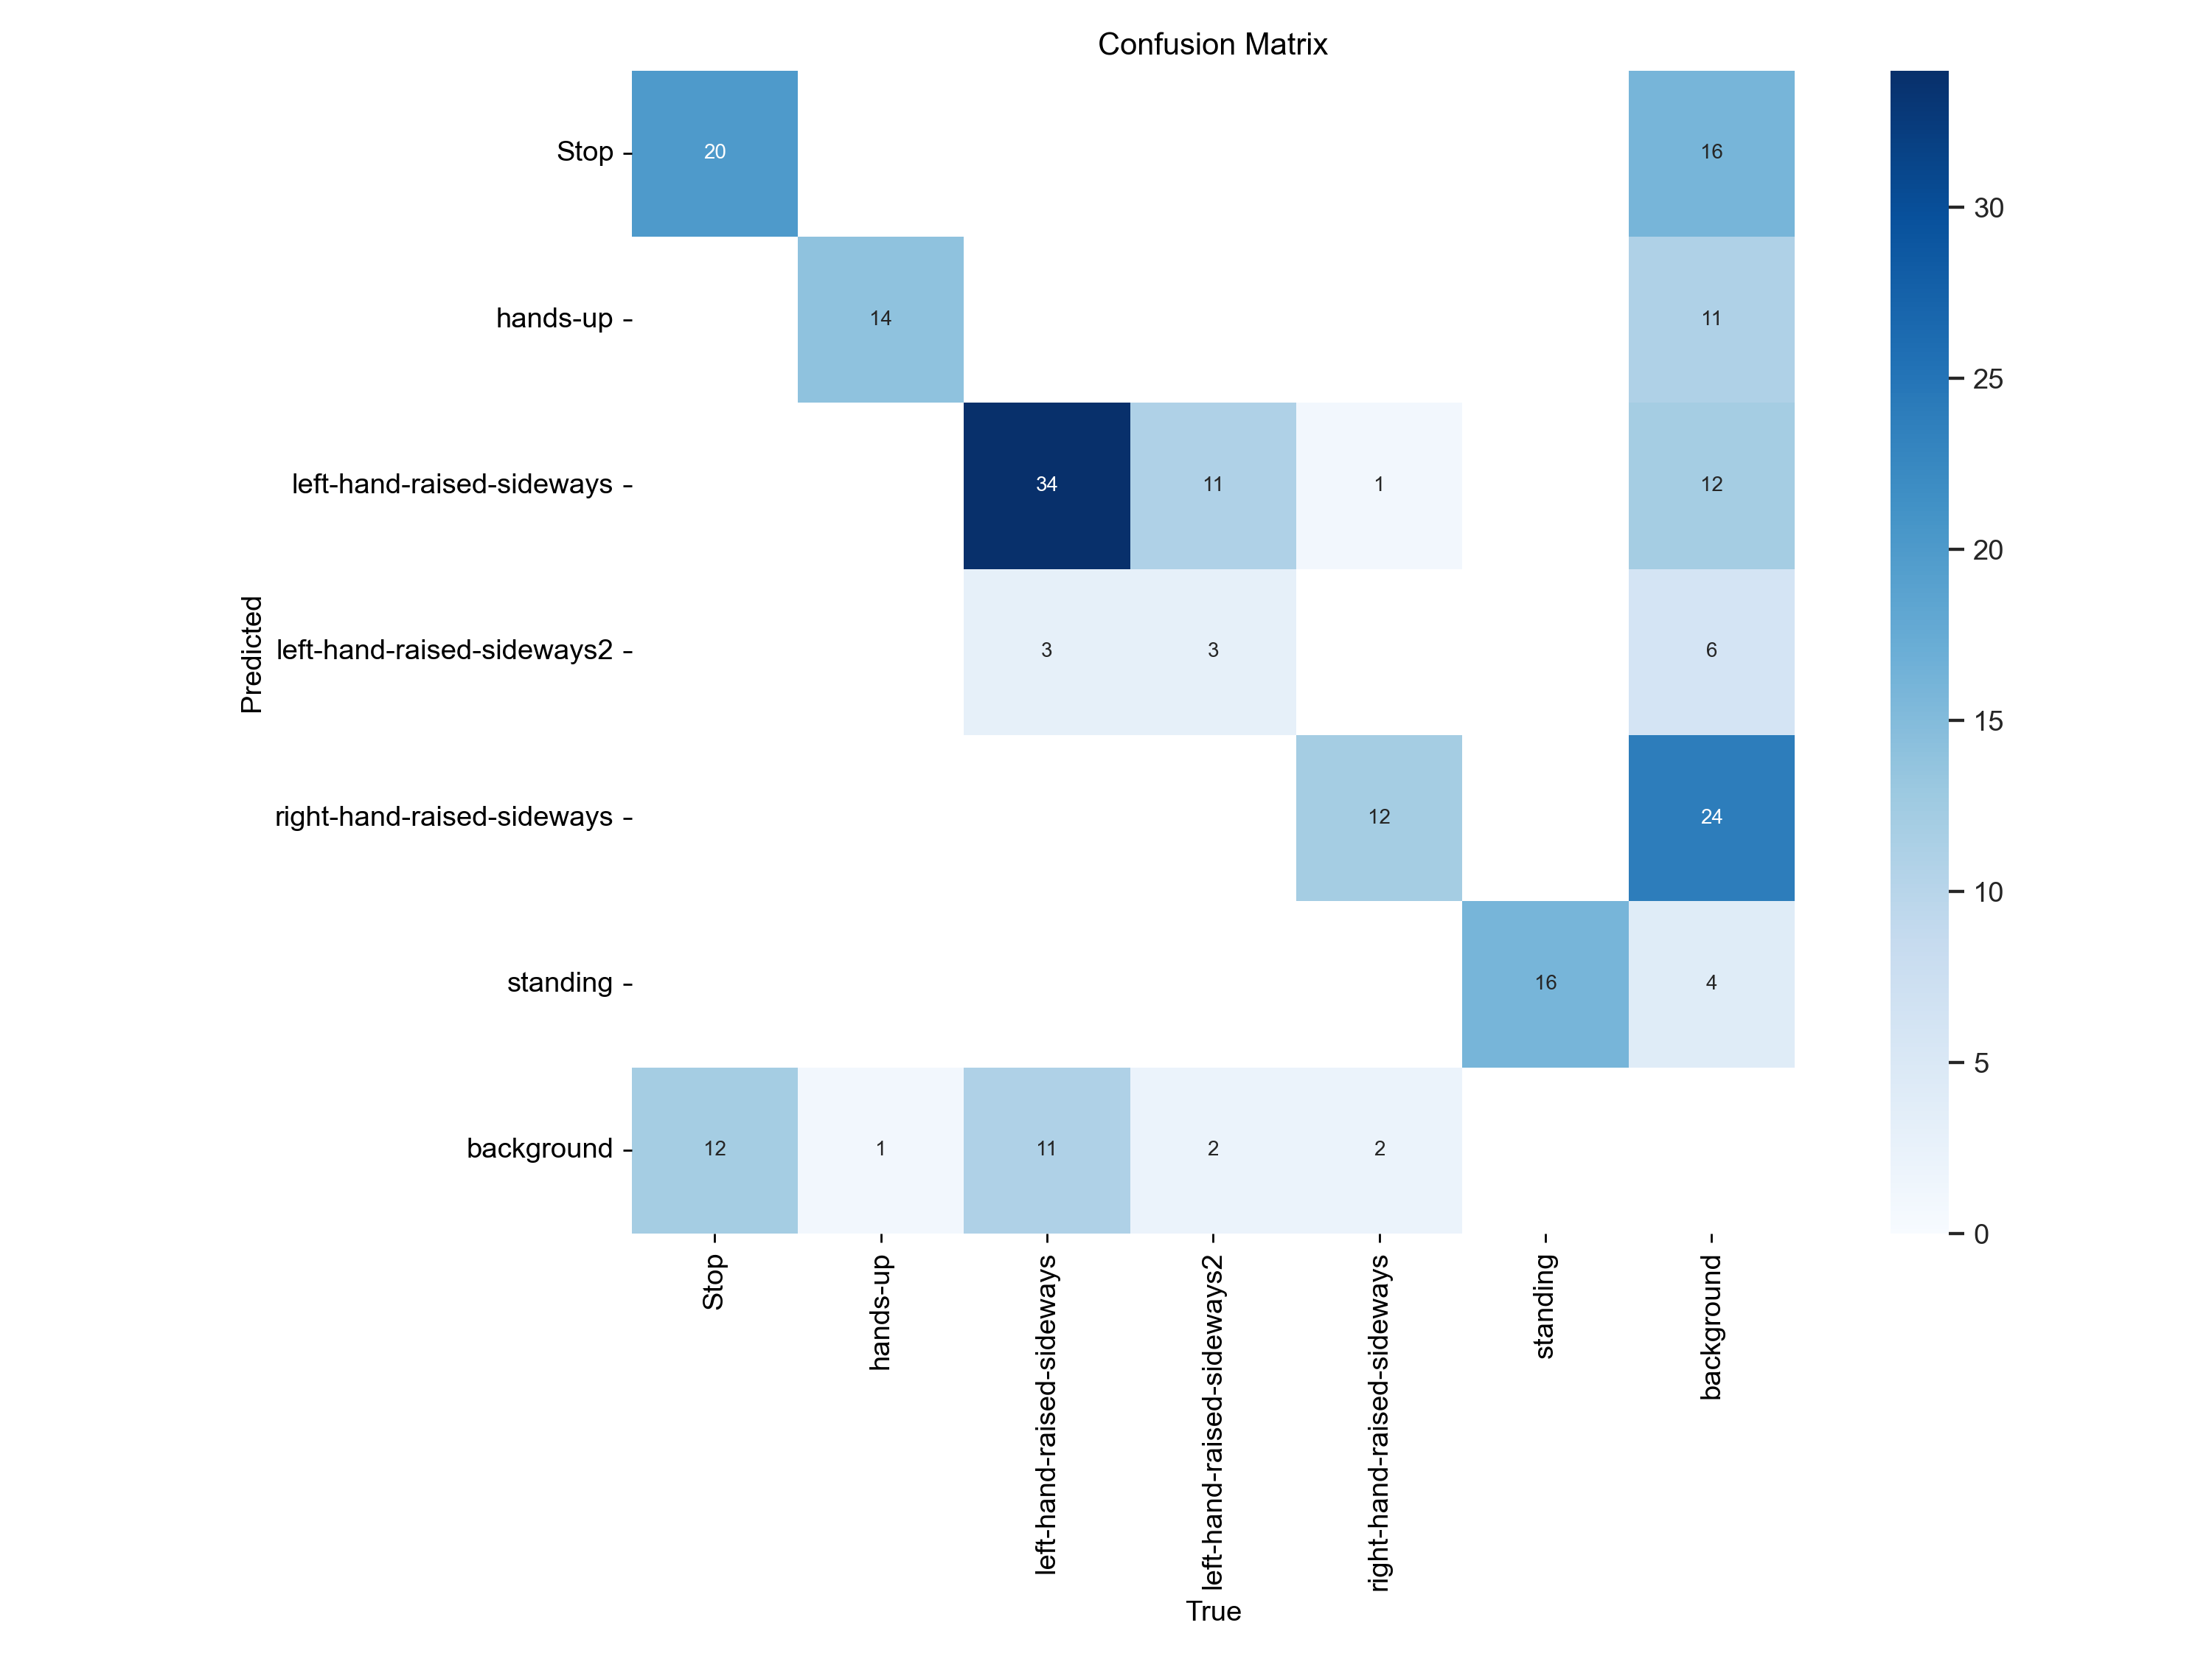 Confusion Matrix
Stop 20 16
hands-up 14 11
left-hand-raised-sideways 34 11 1 12
left-hand-raised-sideways2 3 3 6
right-hand-raised-sideways 12 24
standing 16 4
background 12 1 11 2 2
Predicted
Stop
hands-up
left-hand-raised-sideways
left-hand-raised-sideways2
right-hand-raised-sideways
standing
background
True
30
25
20
15
10
5
0